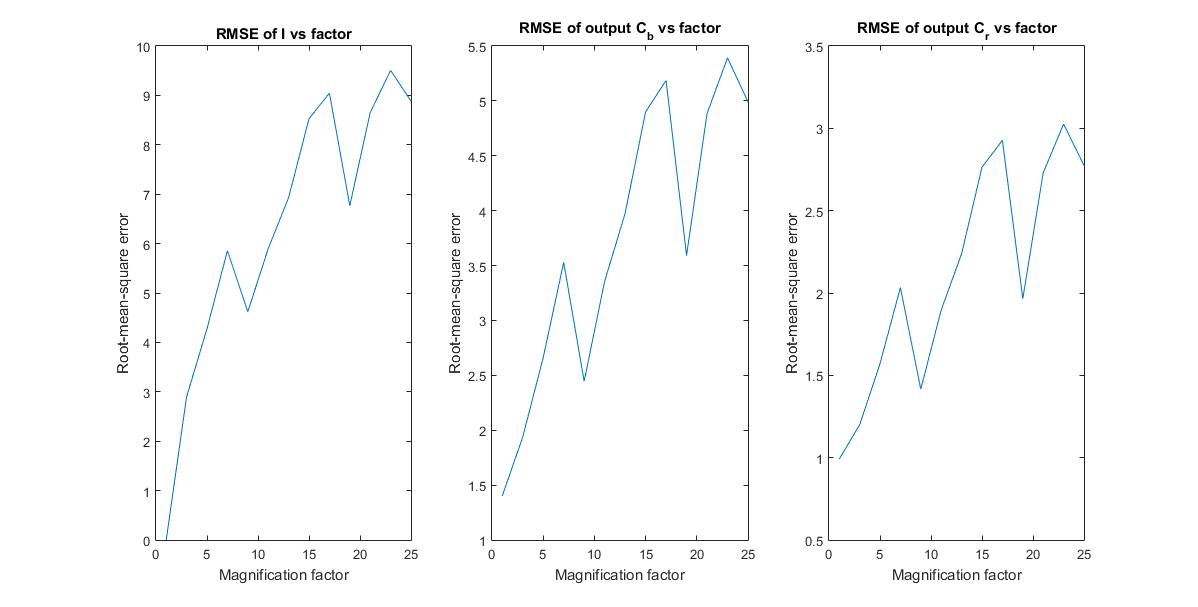 RMSE of I vs factor
10
9
8
7
6
5
4
3
2
1
0
Root-mean-square error
0 5 10 15 20 25
Magnification factor
RMSE of output C_b vs factor
5.5
5
4.5
4
3.5
3
2.5
2
1.5
1
Root-mean-square error
0 5 10 15 20 25
Magnification factor
RMSE of output C_r vs factor
3.5
3
2.5
2
1.5
1
0.5
Root-mean-square error
0 5 10 15 20 25
Magnification factor